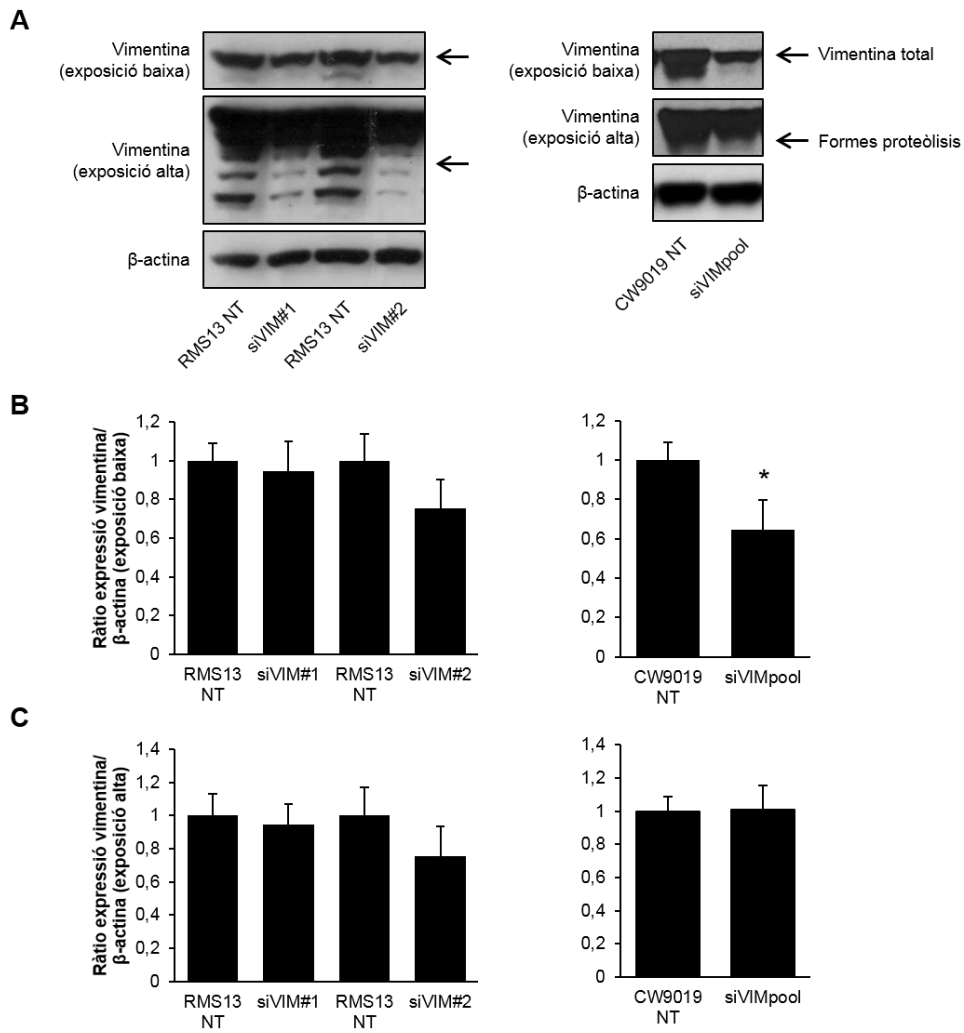 A
Vimentina
(exposició baixa)
Vimentina
(exposició alta)
β-actina
RMS13 NT
siVIM#1
RMS13 NT
siVIM#2
Vimentina
(exposició baixa)
Vimentina total
Vimentina
(exposició alta)
Formes proteòlisis
β-actina
CW9019 NT
siVIMpool
B
Ràtio expressió vimentina/
β-actina (exposició baixa)
1,2
1
0,8
0,6
0,4
0,2
0
RMS13
NT
siVIM#1
RMS13
NT
siVIM#2
1,2
1
0,8
0,6
0,4
0,2
0
*
CW9019
NT
siVIMpool
C
Ràtio expressió vimentina/
β-actina (exposició alta)
1,4
1,2
1
0,8
0,6
0,4
0,2
0
RMS13
NT
siVIM#1
RMS13
NT
siVIM#2
1,4
1,2
1
0,8
0,6
0,4
0,2
0
CW9019
NT
siVIMpool